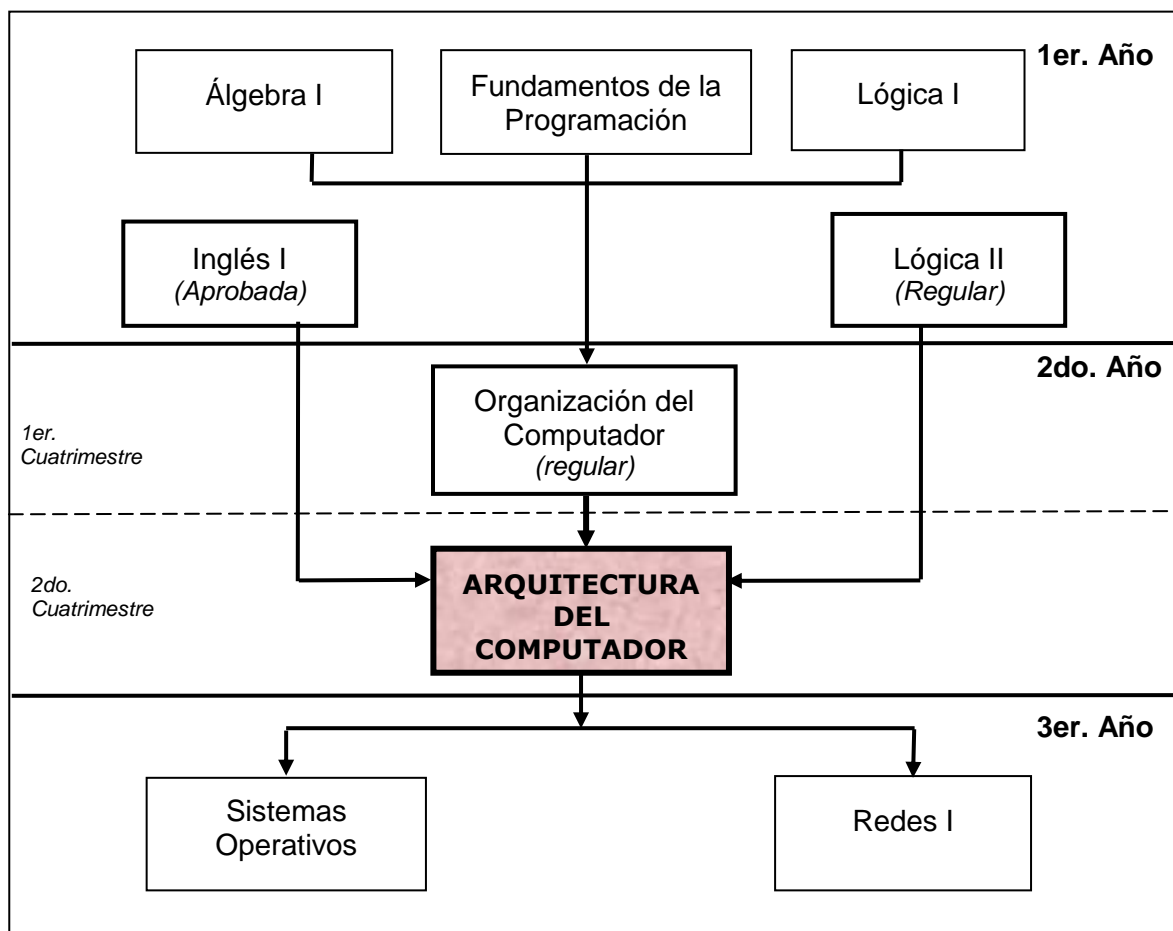 1er. Año
Álgebra I
Fundamentos de la
Programación
Lógica I
Inglés I
(Aprobada)
Lógica II
(Regular)
2do. Año
1er.
Cuatrimestre
Organización del
Computador
(regular)
2do.
Cuatrimestre
ARQUITECTURA
DEL
COMPUTADOR
3er. Año
Sistemas
Operativos
Redes I